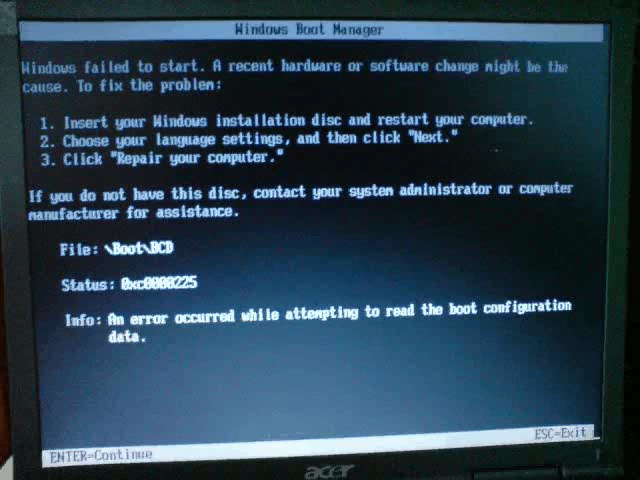 Windows Boot Manager
Windows failed to start. A recent hardware or software change might be the
cause. To fix the problem:
1. Insert your Windows installation disc and restart your computer.
2. Choose your language settings, and then click "Next."
3. Click "Repair your computer."
If you do not have this disc, contact your system administrator or computer
manufacturer for assistance.
File: \Boot\BCD
Status: 0xc0000225
Info: An error occurred while attempting to read the boot configuration
data.
ENTER=Continue
ESC=Exit
acer